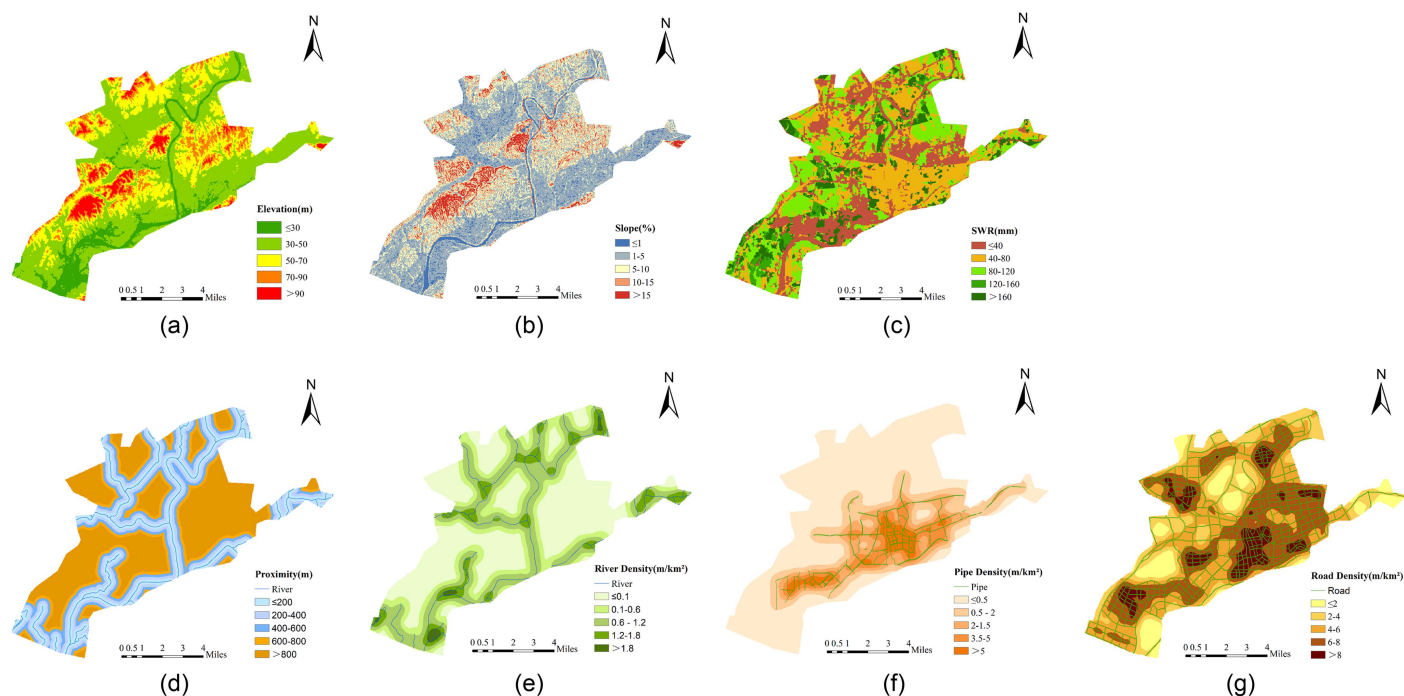 N
Elevation(m)
≤30
30-50
50-70
70-90
＞90
0 0.5 1 2 3 4
Miles
(a)
N
Slope(%)
≤1
1-5
5-10
10-15
＞15
0 0.5 1 2 3 4
Miles
(b)
N
SWR(mm)
≤40
40-80
80-120
120-160
＞160
0 0.5 1 2 3 4
Miles
(c)
N
Proximity(m)
River
≤200
200-400
400-600
600-800
＞800
0 0.5 1 2 3 4
Miles
(d)
N
River Density(m/km²)
River
≤0.1
0.1-0.6
0.6 - 1.2
1.2-1.8
＞1.8
0 0.5 1 2 3 4
Miles
(e)
N
Pipe Density(m/km²)
Pipe
≤0.5
0.5 - 2
2-1.5
3.5-5
＞5
0 0.5 1 2 3 4
Miles
(f)
N
Road Density(m/km²)
Road
≤2
2-4
4-6
6-8
＞8
0 0.5 1 2 3 4
Miles
(g)